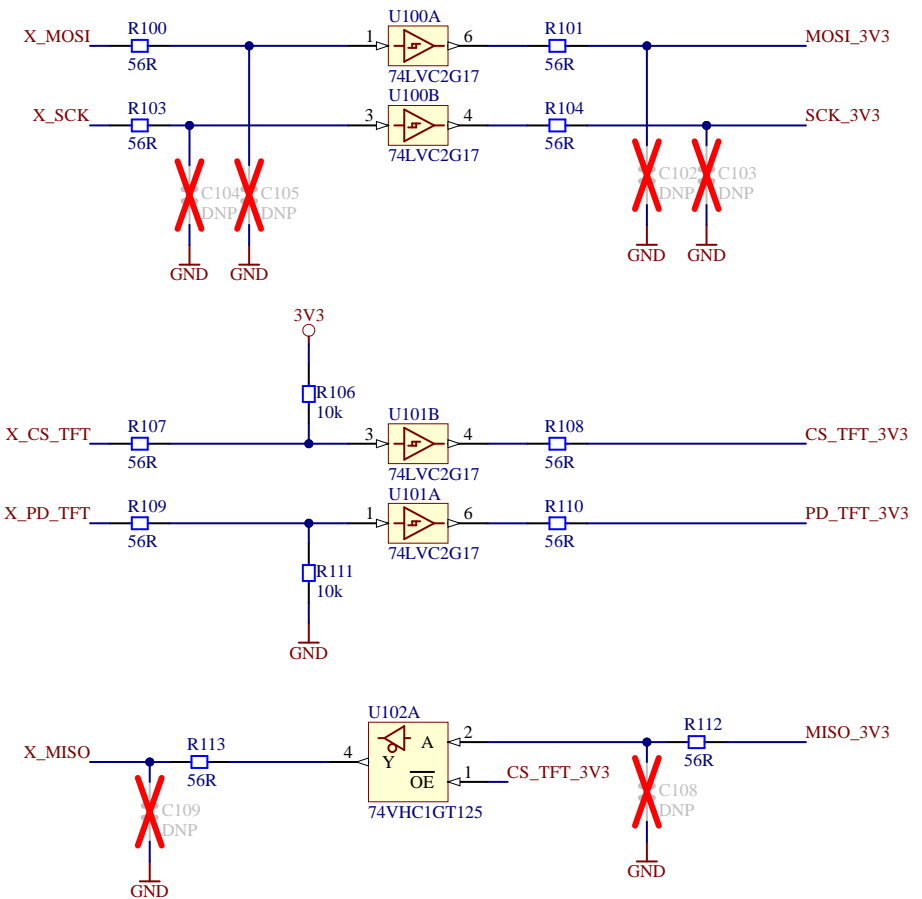 U100A
X_MOSI R100 1 6 R101 MOSI_3V3
56R 74LVC2G17 56R
U100B
X_SCK R103 3 4 R104 SCK_3V3
56R 74LVC2G17 56R
C104 C105 C102 C103
DNP DNP DNP DNP
GND GND GND GND
3V3
R106
10k
U101B
X_CS_TFT R107 3 4 R108 CS_TFT_3V3
56R 74LVC2G17 56R
U101A
X_PD_TFT R109 1 6 R110 PD_TFT_3V3
56R 74LVC2G17 56R
R111
10k
GND
U102A
X_MISO R113 4 Y A 2 R112 MISO_3V3
56R OE 1 CS_TFT_3V3 56R
74VHC1GT125
C109 C108
DNP DNP
GND GND